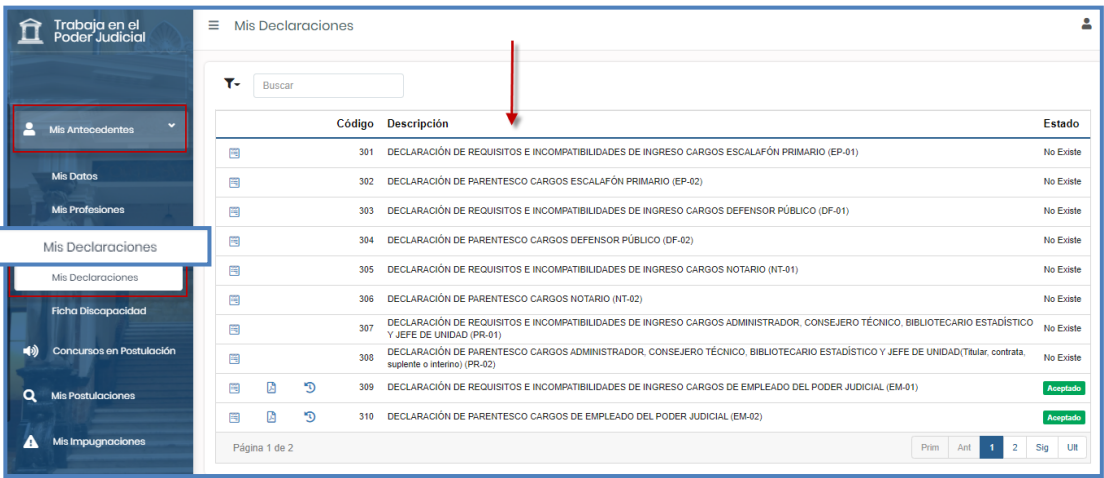 Trabaja en el
Poder Judicial
Mis Declaraciones
Buscar
Mis Antecedentes
Mis Datos
Mis Profesiones
Mis Declaraciones
Mis Declaraciones
Ficha Discapacidad
Concursos en Postulación
Mis Postulaciones
Mis Impugnaciones
Código Descripción Estado
301 DECLARACIÓN DE REQUISITOS E INCOMPATIBILIDADES DE INGRESO CARGOS ESCALAFÓN PRIMARIO (EP-01) No Existe
302 DECLARACIÓN DE PARENTESCO CARGOS ESCALAFÓN PRIMARIO (EP-02) No Existe
303 DECLARACIÓN DE REQUISITOS E INCOMPATIBILIDADES DE INGRESO CARGOS DEFENSOR PÚBLICO (DF-01) No Existe
304 DECLARACIÓN DE PARENTESCO CARGOS DEFENSOR PÚBLICO (DF-02) No Existe
305 DECLARACIÓN DE REQUISITOS E INCOMPATIBILIDADES DE INGRESO CARGOS NOTARIO (NT-01) No Existe
306 DECLARACIÓN DE PARENTESCO CARGOS NOTARIO (NT-02) No Existe
307 DECLARACIÓN DE REQUISITOS E INCOMPATIBILIDADES DE INGRESO CARGOS ADMINISTRADOR, CONSEJERO TÉCNICO, BIBLIOTECARIO ESTADÍSTICO No Existe
Y JEFE DE UNIDAD (PR-01)
308 DECLARACIÓN DE PARENTESCO CARGOS ADMINISTRADOR, CONSEJERO TÉCNICO, BIBLIOTECARIO ESTADÍSTICO Y JEFE DE UNIDAD(Titular, contrata, No Existe
suplente o interino) (PR-02)
309 DECLARACIÓN DE REQUISITOS E INCOMPATIBILIDADES DE INGRESO CARGOS DE EMPLEADO DEL PODER JUDICIAL (EM-01) Aceptado
310 DECLARACIÓN DE PARENTESCO CARGOS DE EMPLEADO DEL PODER JUDICIAL (EM-02) Aceptado
Página 1 de 2 Prim Ant 1 2 Sig Ult